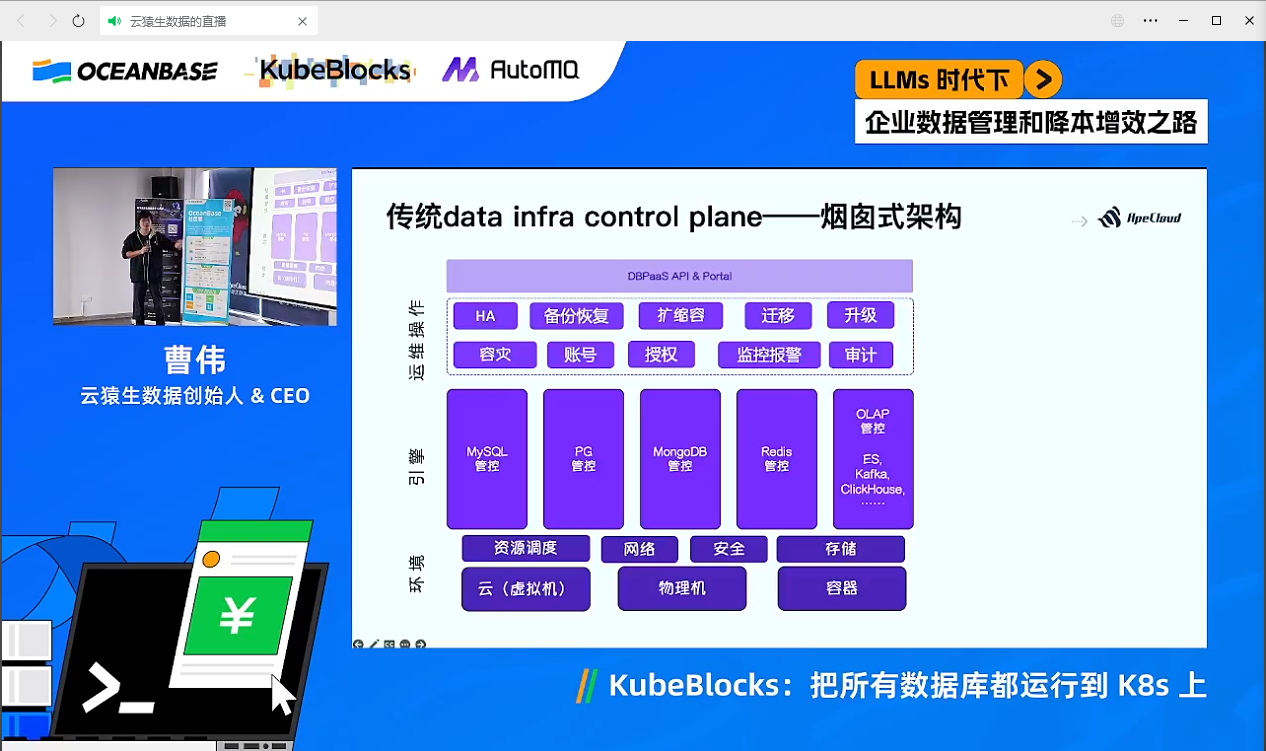 云猿生数据的直播
OCEANBASE
KubeBlocks
AutoMQ
LLMs 时代下
企业数据管理和降本增效之路
OceanBase
曹伟
云猿生数据创始人 & CEO
传统data infra control plane——烟囱式架构
ApeCloud
DBPaaS API & Portal
运维操作
HA
备份恢复
扩缩容
迁移
升级
容灾
账号
授权
监控报警
审计
引擎
MySQL
管控
PG
管控
MongoDB
管控
Redis
管控
OLAP
管控
ES,
Kafka,
ClickHouse,
······
环境
资源调度
网络
安全
存储
云（虚拟机）
物理机
容器
¥
>_
// KubeBlocks：把所有数据库都运行到 K8s 上